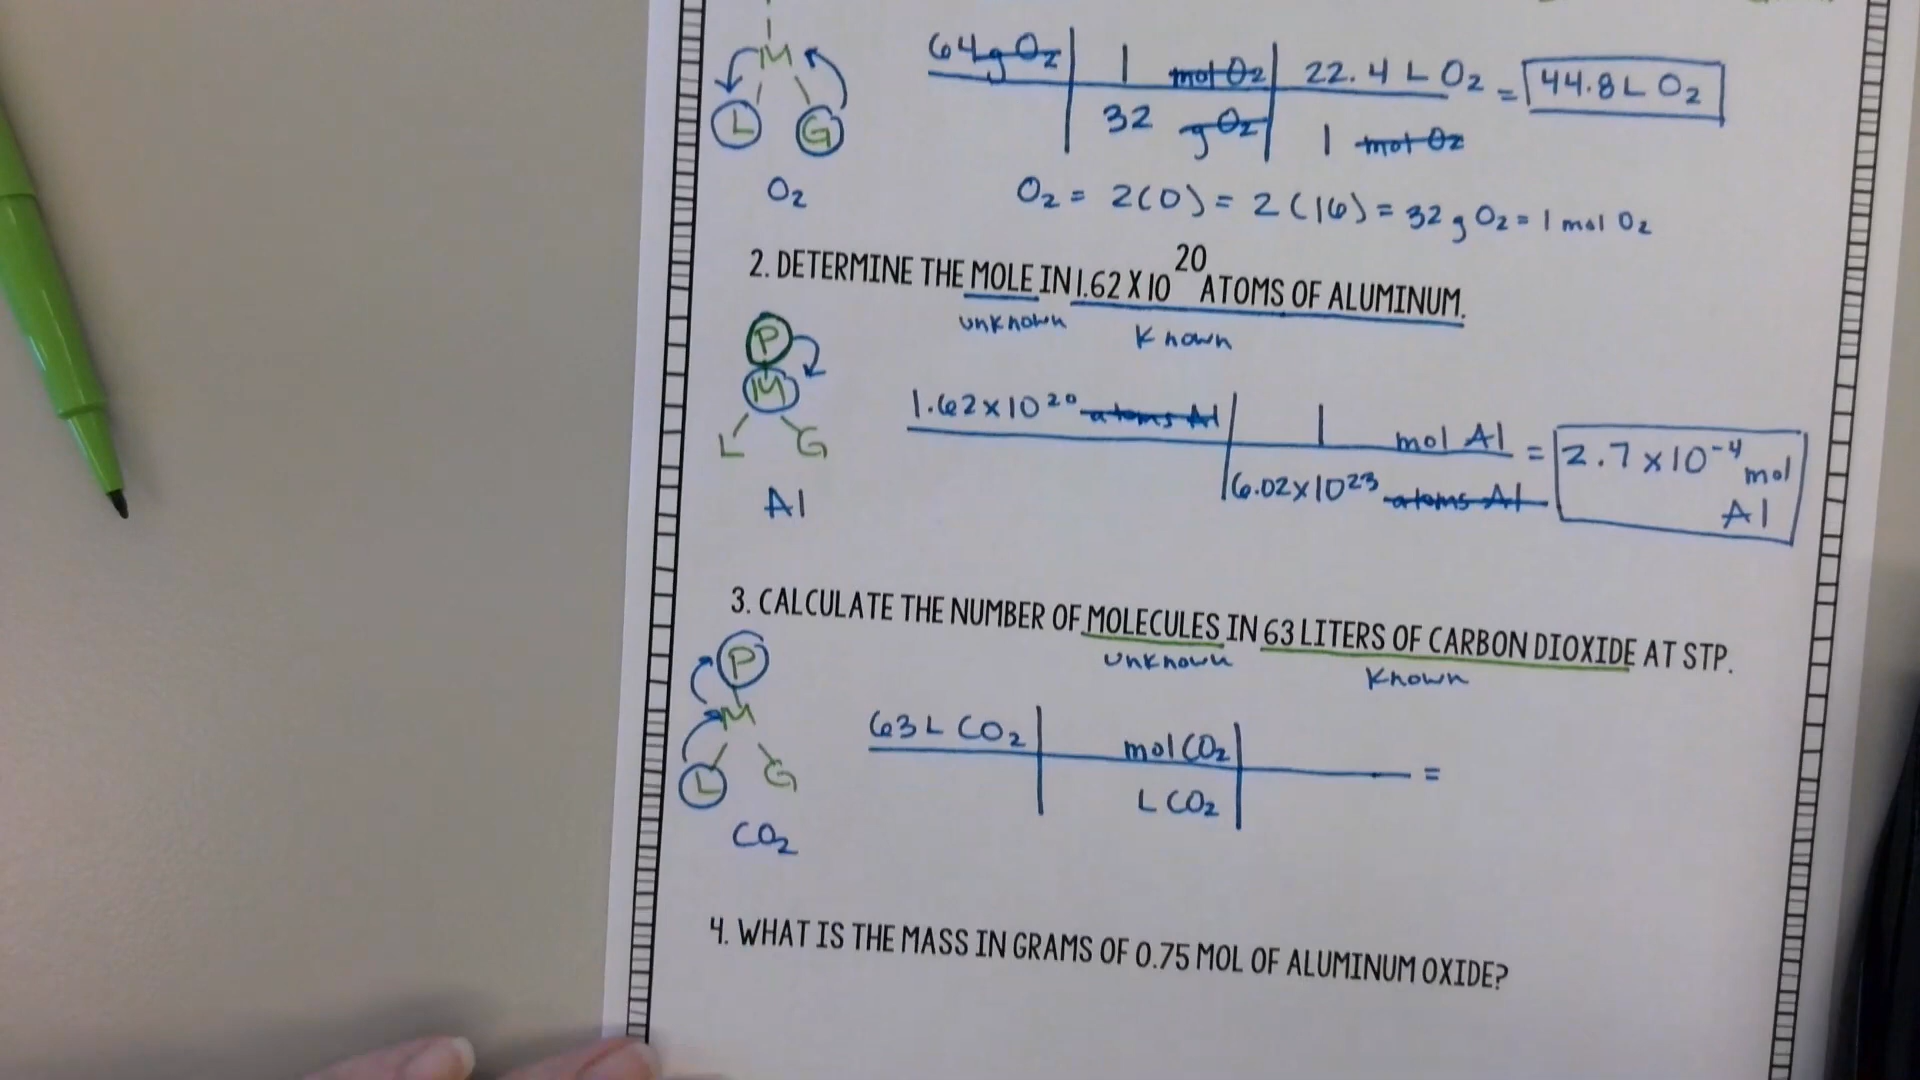 M
64gO2 | 1 mol O2 | 22.4 L O2 = 44.8 L O2
L G 32 gO2 | 1 mol O2
O2 O2 = 2(O) = 2(16) = 32 g O2 = 1 mol O2
2. DETERMINE THE MOLE IN 1.62 X 10^20 ATOMS OF ALUMINUM.
unknown Known
P
M
1.62x10^20 atoms Al | 1 mol Al = 2.7x10^-4 mol Al
L G 6.02x10^23 atoms Al
Al
3. CALCULATE THE NUMBER OF MOLECULES IN 63 LITERS OF CARBON DIOXIDE AT STP.
unknown Known
P
M 63 L CO2 | mol CO2 | =
L G L CO2
CO2
4. WHAT IS THE MASS IN GRAMS OF 0.75 MOL OF ALUMINUM OXIDE?